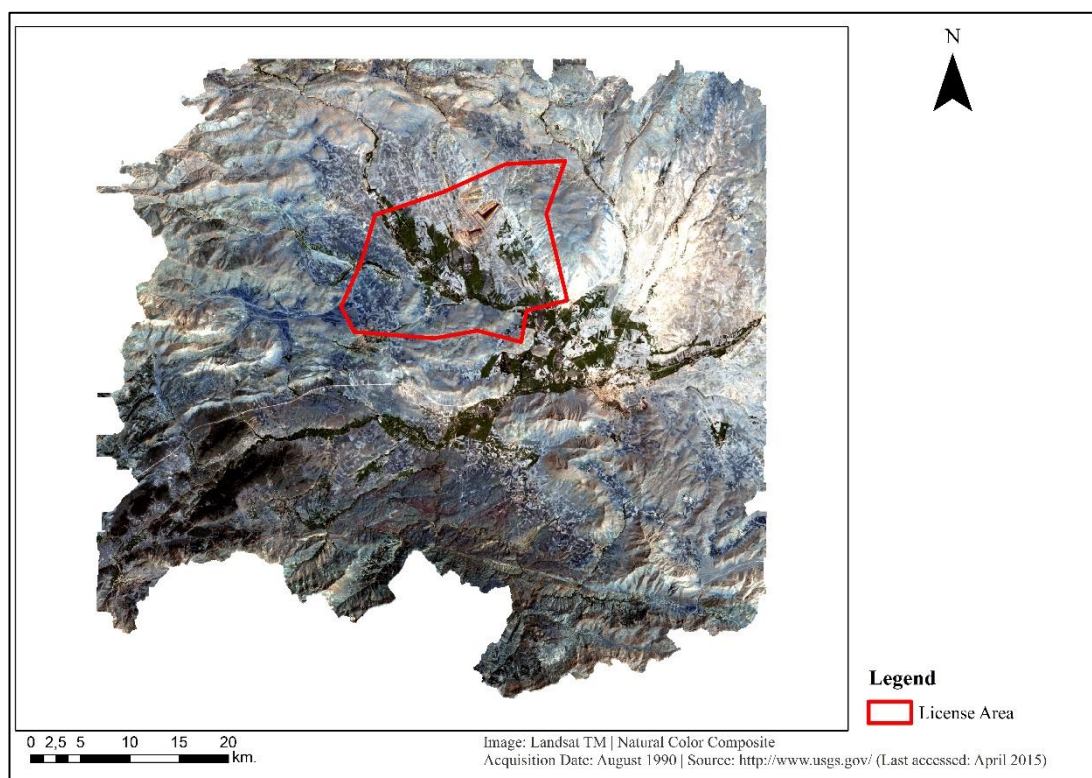 N
Legend
License Area
0 2,5 5 10 15 20
km.
Image: Landsat TM | Natural Color Composite
Acquisition Date: August 1990 | Source: http://www.usgs.gov/ (Last accessed: April 2015)